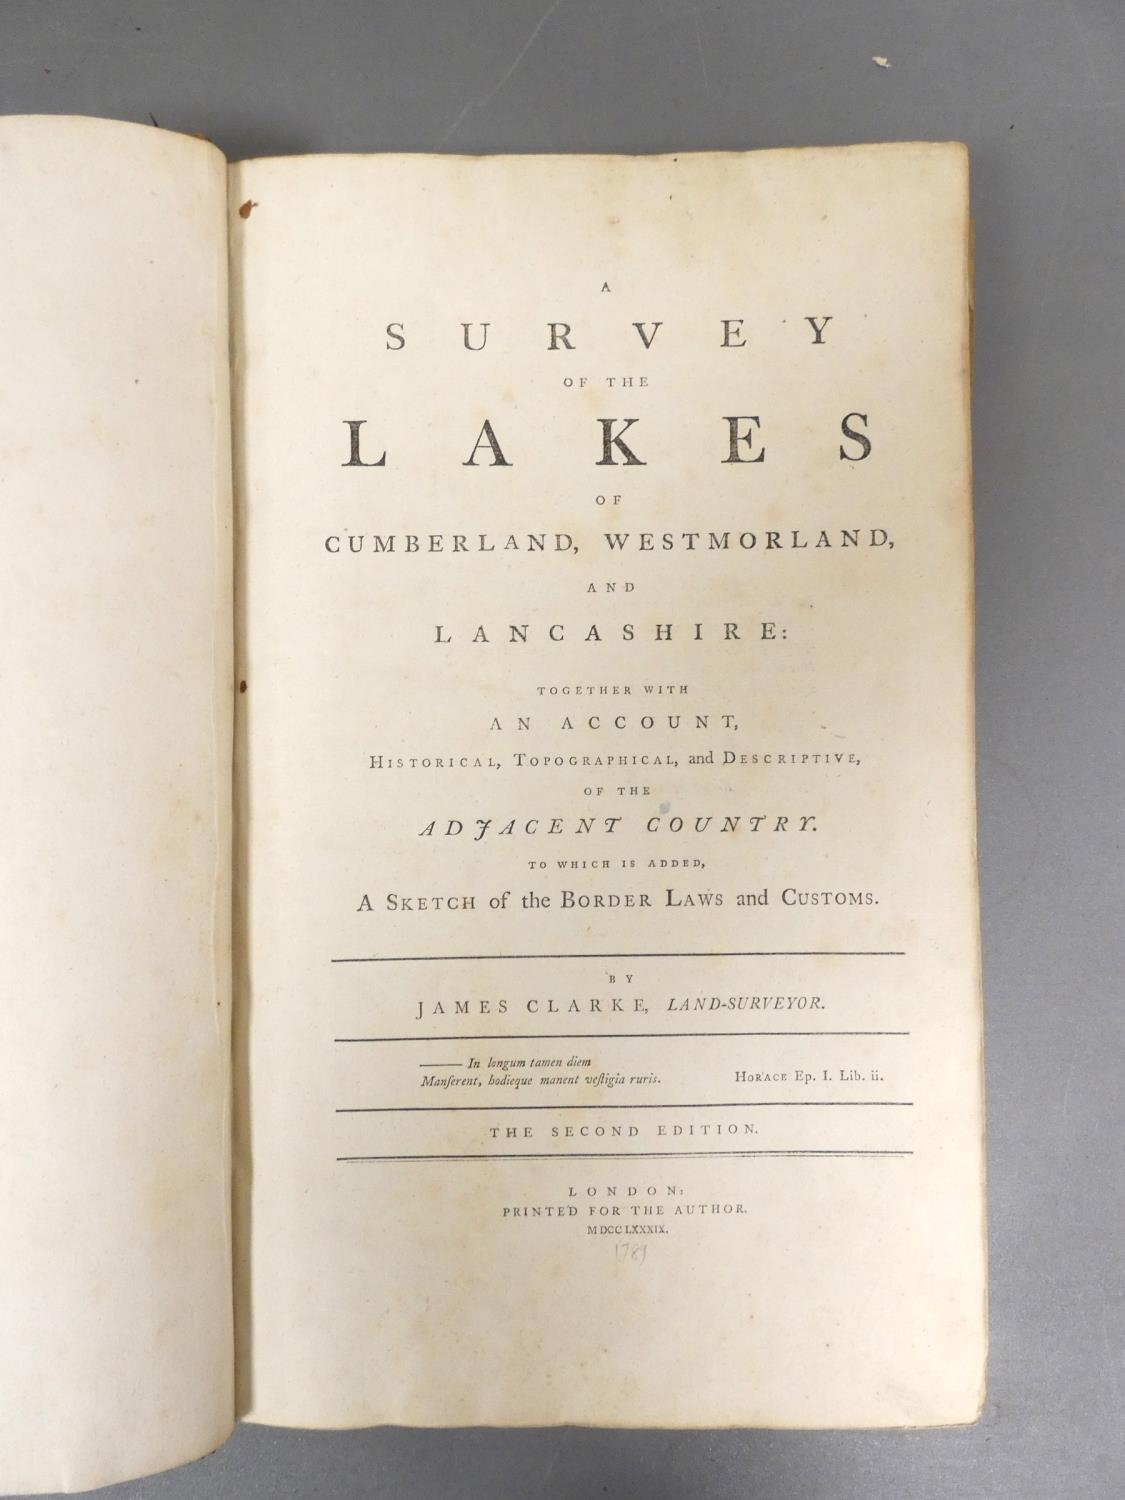 A
SURVEY
OF THE
LAKES
OF
CUMBERLAND, WESTMORLAND,
AND
LANCASHIRE:
TOGETHER WITH
AN ACCOUNT,
HISTORICAL, TOPOGRAPHICAL, and DESCRIPTIVE,
OF THE
ADJACENT COUNTRY.
TO WHICH IS ADDED,
A SKETCH of the BORDER LAWS and CUSTOMS.
BY
JAMES CLARKE, LAND-SURVEYOR.
——— In longum tamen diem
Manſerent, hodieque manent veſtigia ruris. HORACE Ep. I. Lib. ii.
THE SECOND EDITION.
LONDON:
PRINTED FOR THE AUTHOR.
MDCCLXXXIX.
1789